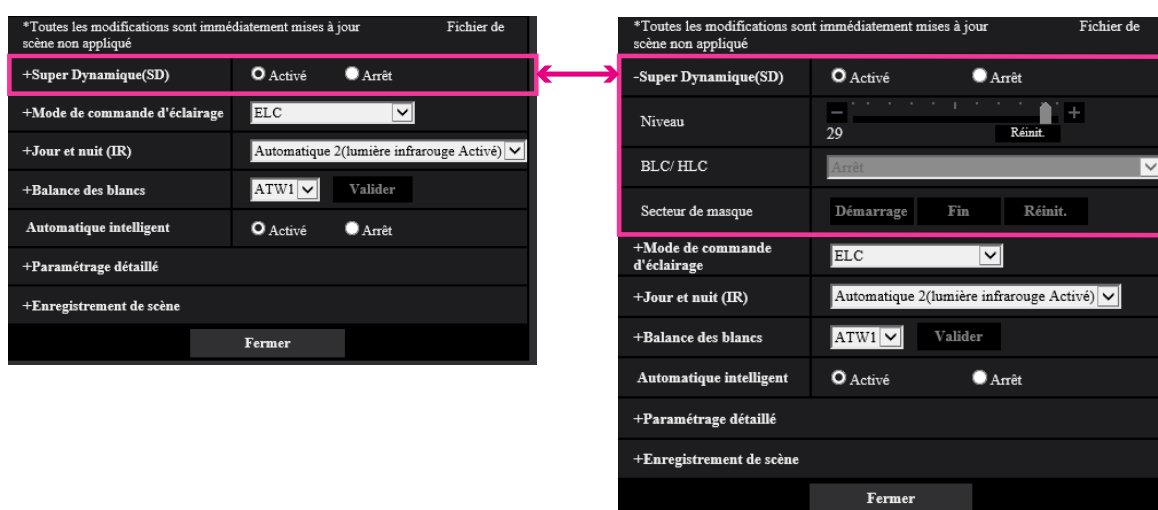 *Toutes les modifications sont immédiatement mises à jour Fichier de
scène non appliqué
+Super Dynamique(SD) Activé Arrêt
+Mode de commande d'éclairage ELC
+Jour et nuit (IR) Automatique 2(lumière infrarouge Activé)
+Balance des blancs ATW1 Valider
Automatique intelligent Activé Arrêt
+Paramétrage détaillé
+Enregistrement de scène
Fermer
*Toutes les modifications sont immédiatement mises à jour Fichier de
scène non appliqué
-Super Dynamique(SD) Activé Arrêt
Niveau - +
29 Réinit.
BLC/ HLC Arrêt
Secteur de masque Démarrage Fin Réinit.
+Mode de commande
d'éclairage ELC
+Jour et nuit (IR) Automatique 2(lumière infrarouge Activé)
+Balance des blancs ATW1 Valider
Automatique intelligent Activé Arrêt
+Paramétrage détaillé
+Enregistrement de scène
Fermer